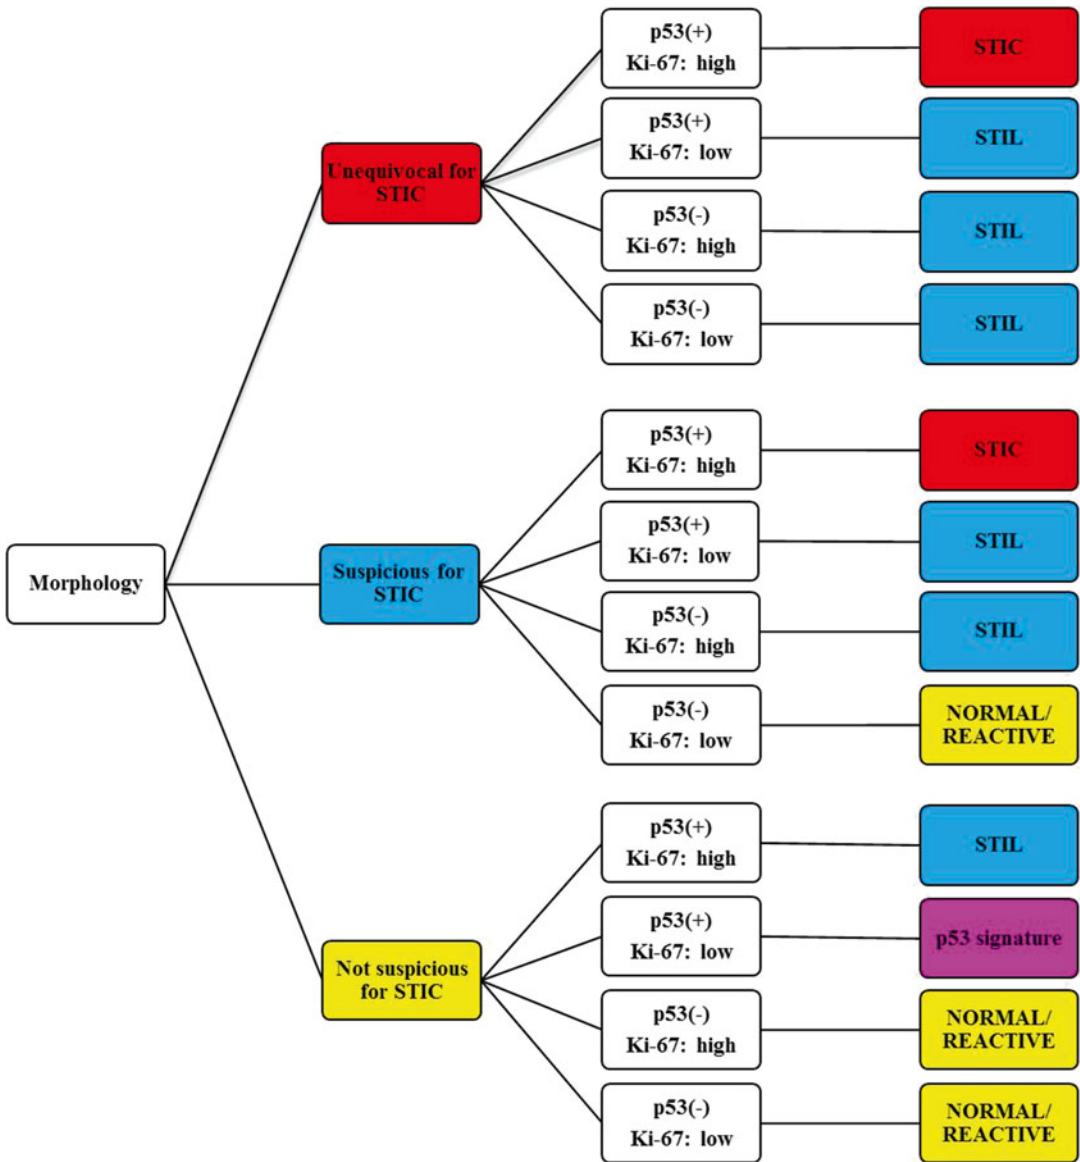 Morphology
Unequivocal for
STIC
p53(+)
Ki-67: high
STIC
p53(+)
Ki-67: low
STIL
p53(-)
Ki-67: high
STIL
p53(-)
Ki-67: low
STIL
Suspicious for
STIC
p53(+)
Ki-67: high
STIC
p53(+)
Ki-67: low
STIL
p53(-)
Ki-67: high
STIL
p53(-)
Ki-67: low
NORMAL/
REACTIVE
Not suspicious
for STIC
p53(+)
Ki-67: high
STIL
p53(+)
Ki-67: low
p53 signature
p53(-)
Ki-67: high
NORMAL/
REACTIVE
p53(-)
Ki-67: low
NORMAL/
REACTIVE